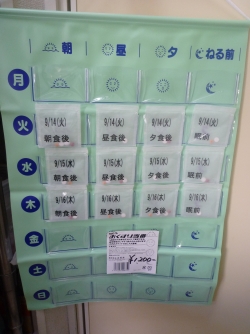 朝 昼 夕 ねる前
月
火 9/14(火) 9/14(火) 9/14(火) 9/14(火)
朝食後 昼食後 夕食後 眠前
水 9/15(水) 9/15(水) 9/15(水) 9/15(水)
朝食後 昼食後 夕食後 眠前
木 9/16(木) 9/16(木) 9/16(木) 9/16(木)
朝食後 昼食後 夕食後 眠前
金
おくすり当番
¥1,200-
土
日